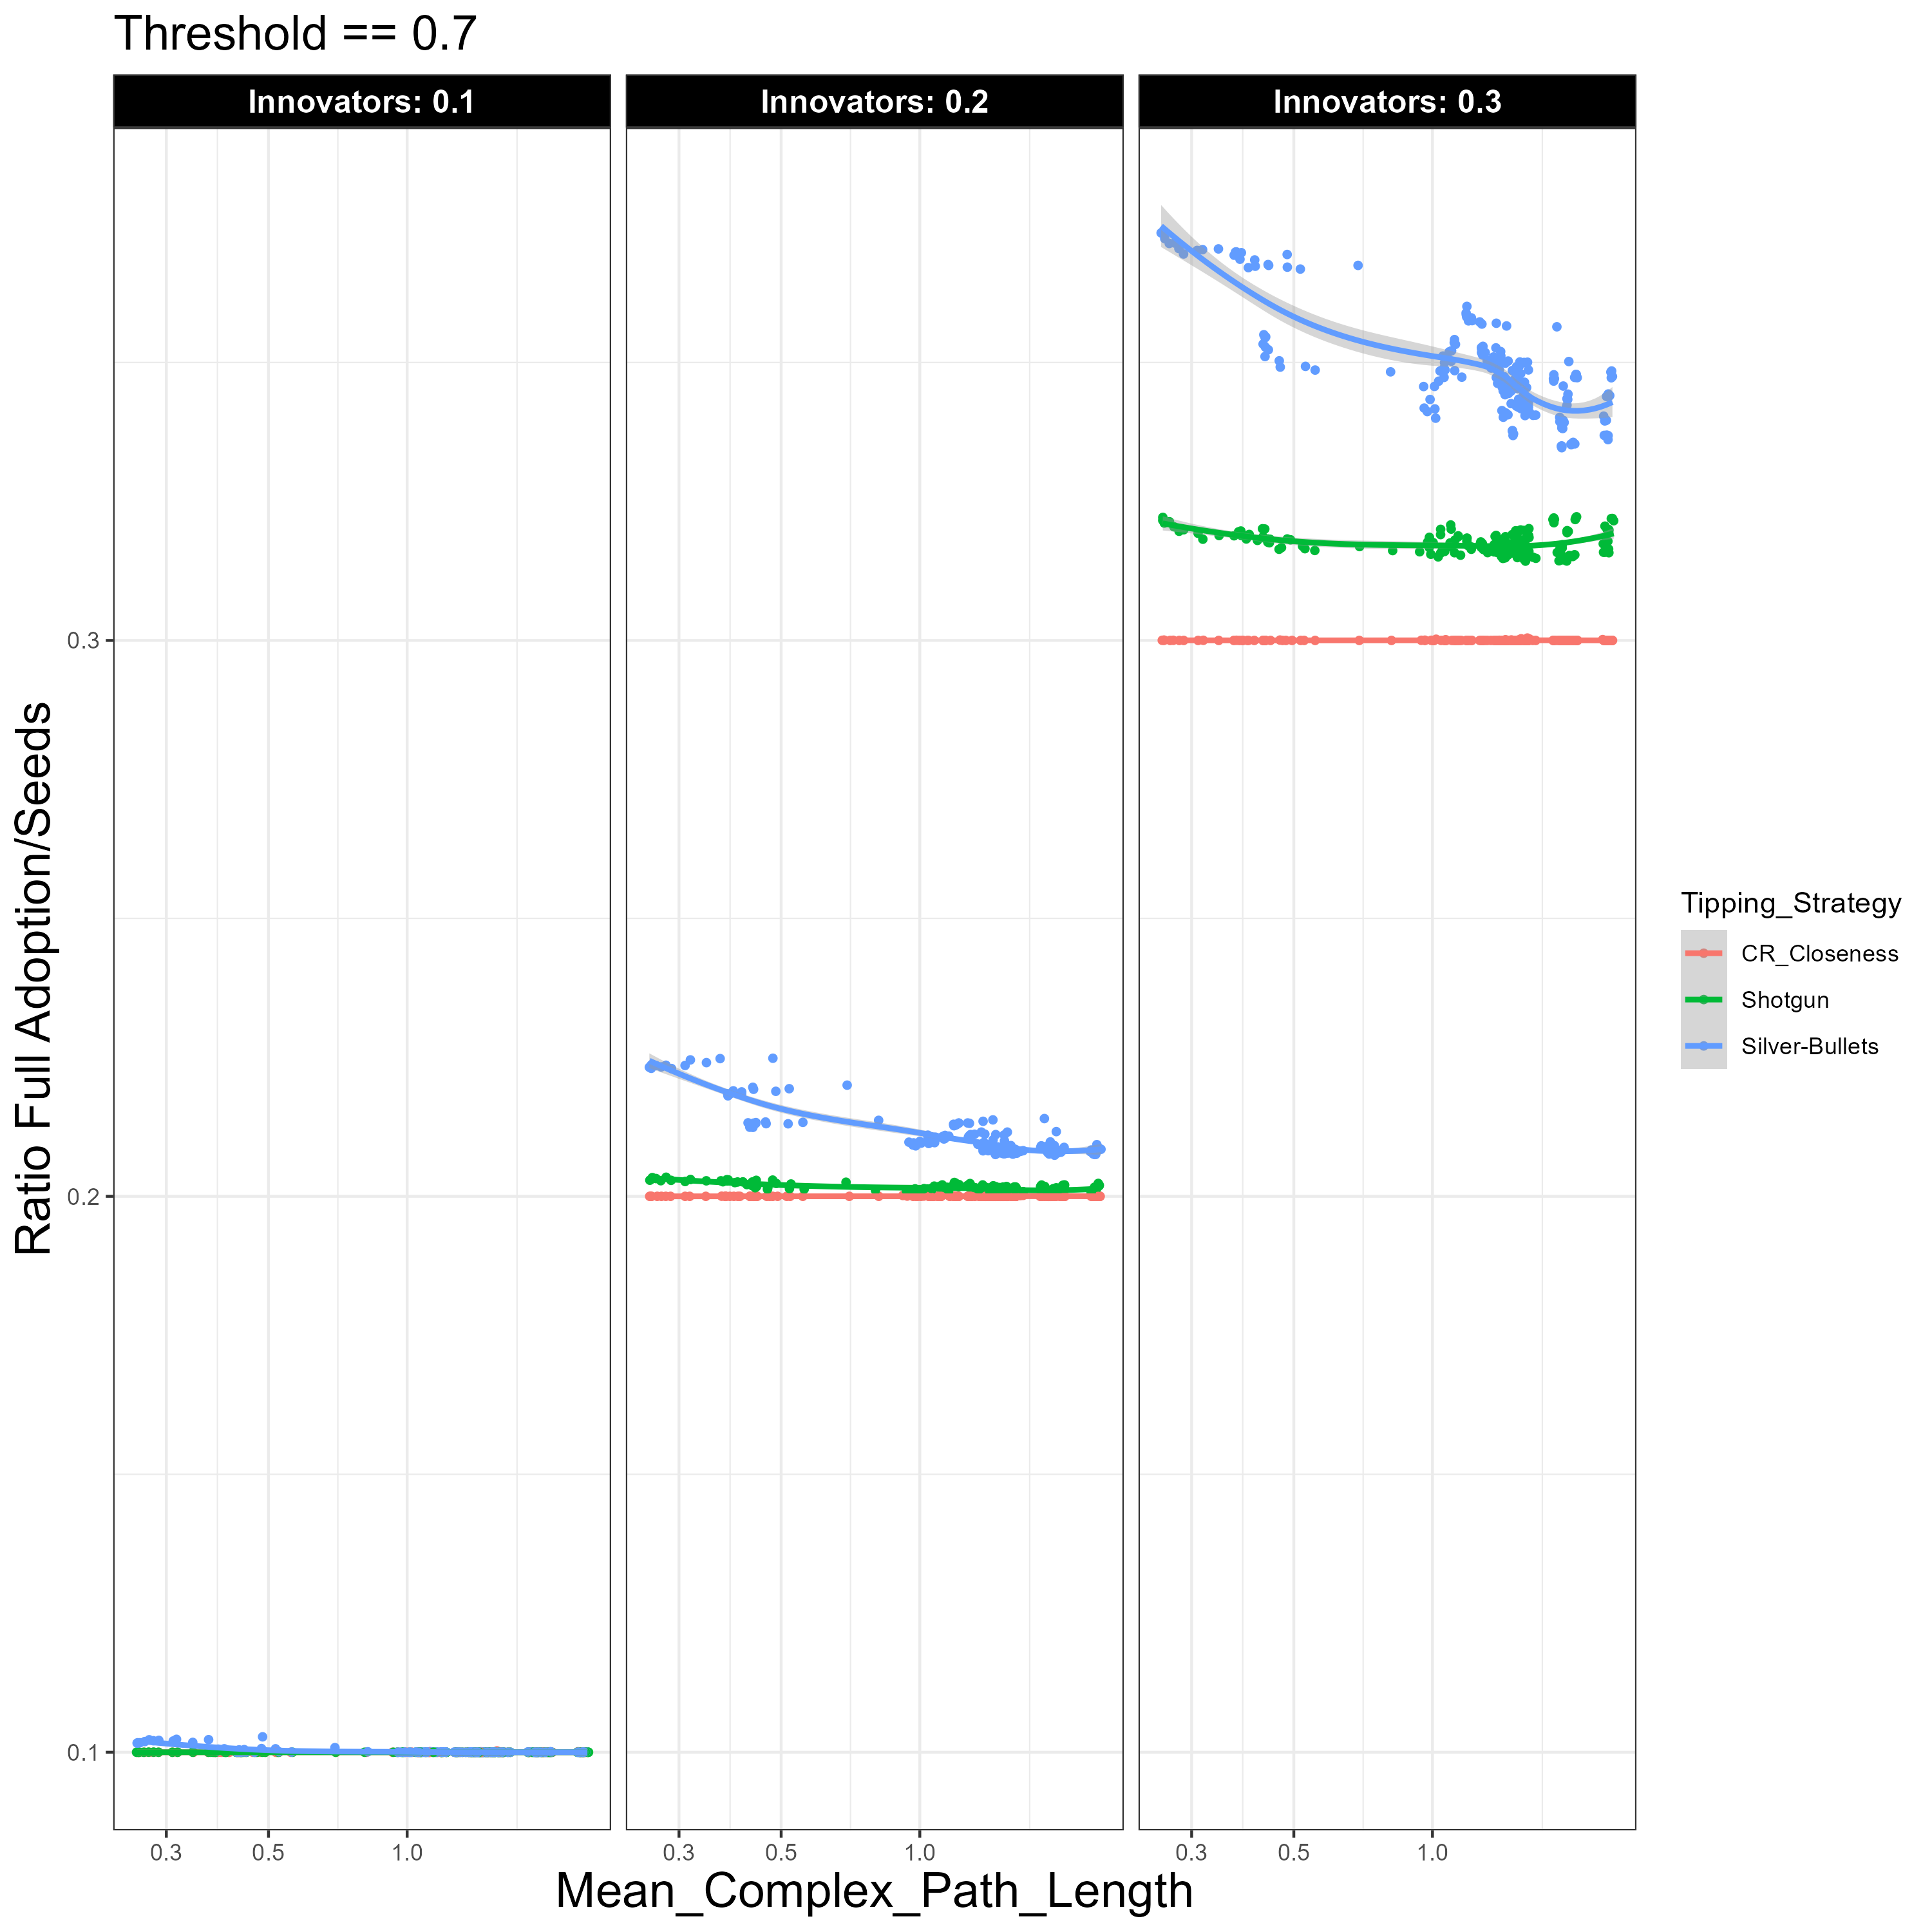 Threshold == 0.7
Innovators: 0.1
Innovators: 0.2
Innovators: 0.3
Ratio Full Adoption/Seeds
0.3
0.2
0.1
0.3 0.5 1.0
0.3 0.5 1.0
0.3 0.5 1.0
Mean_Complex_Path_Length
Tipping_Strategy
CR_Closeness
Shotgun
Silver-Bullets